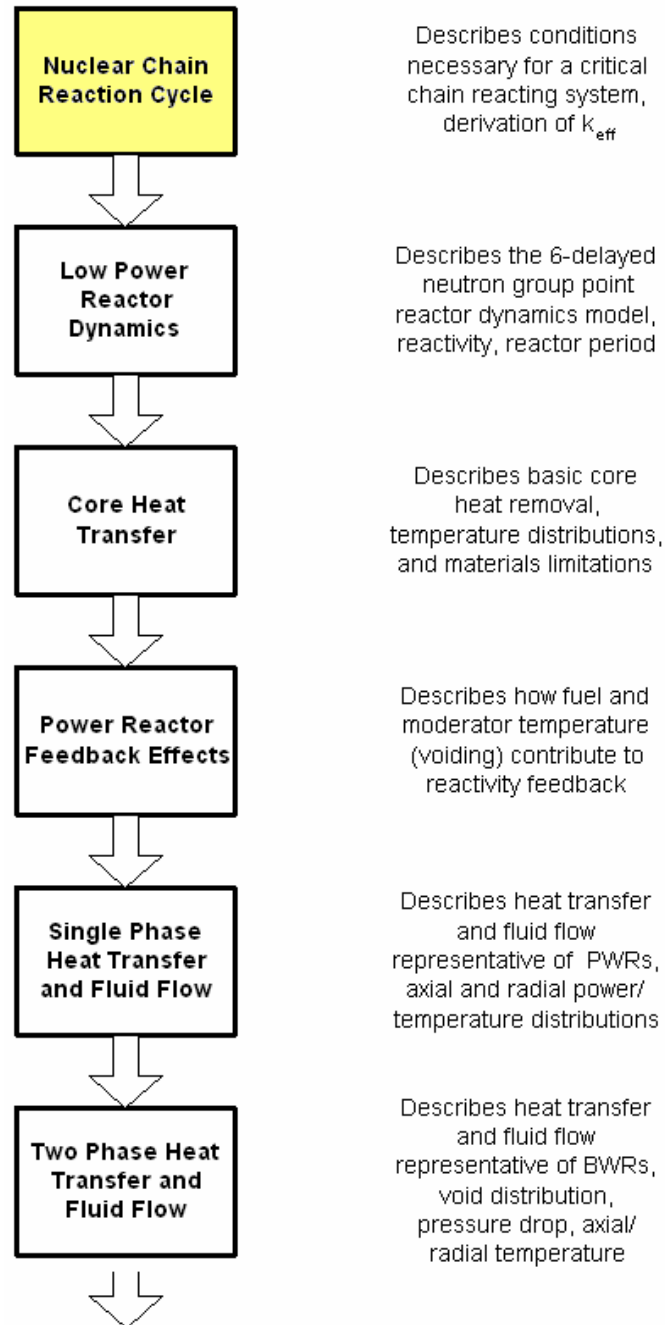 Nuclear Chain
Reaction Cycle
Describes conditions
necessary for a critical
chain reacting system,
derivation of keff
Low Power
Reactor
Dynamics
Describes the 6-delayed
neutron group point
reactor dynamics model,
reactivity, reactor period
Core Heat
Transfer
Describes basic core
heat removal,
temperature distributions,
and materials limitations
Power Reactor
Feedback Effects
Describes how fuel and
moderator temperature
(voiding) contribute to
reactivity feedback
Single Phase
Heat Transfer
and Fluid Flow
Describes heat transfer
and fluid flow
representative of PWRs,
axial and radial power/
temperature distributions
Two Phase Heat
Transfer and
Fluid Flow
Describes heat transfer
and fluid flow
representative of BWRs,
void distribution,
pressure drop, axial/
radial temperature